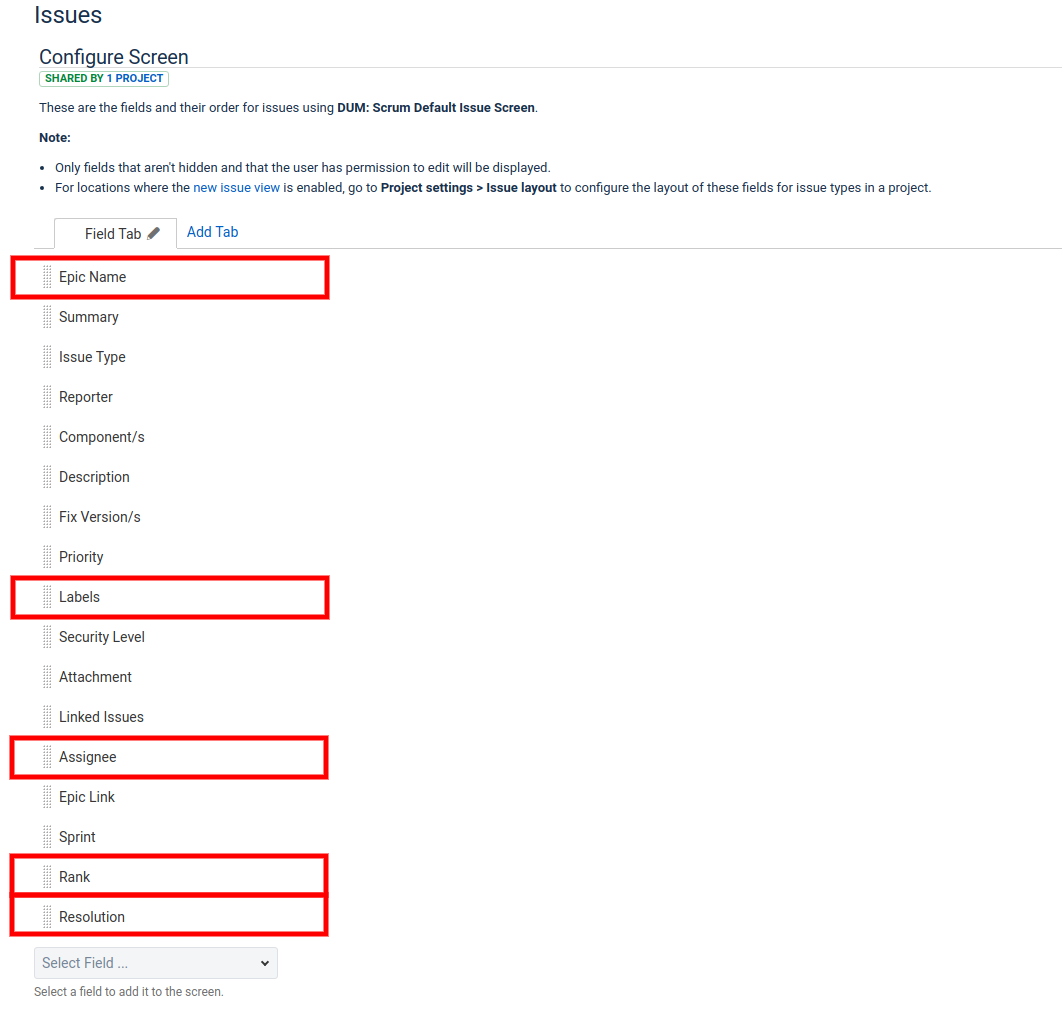 Issues
Configure Screen
SHARED BY 1 PROJECT
These are the fields and their order for issues using DUM: Scrum Default Issue Screen.
Note:
• Only fields that aren't hidden and that the user has permission to edit will be displayed.
• For locations where the new issue view is enabled, go to Project settings > Issue layout to configure the layout of these fields for issue types in a project.
Field Tab Add Tab
Epic Name
Summary
Issue Type
Reporter
Component/s
Description
Fix Version/s
Priority
Labels
Security Level
Attachment
Linked Issues
Assignee
Epic Link
Sprint
Rank
Resolution
Select Field ...
Select a field to add it to the screen.